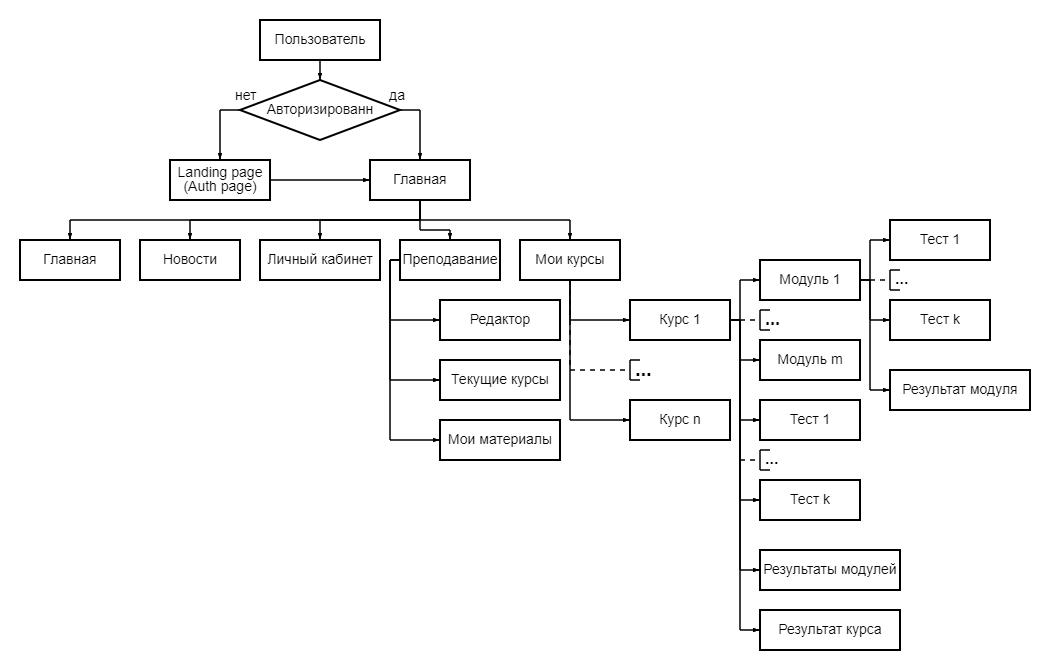 Пользователь
нет
да
Авторизированн
Landing page
(Auth page)
Главная
Главная
Новости
Личный кабинет
Преподавание
Мои курсы
Редактор
Текущие курсы
Мои материалы
Курс 1
...
Курс n
Модуль 1
...
Модуль m
Тест 1
...
Тест k
Результаты модулей
Результат курса
Тест 1
...
Тест k
Результат модуля